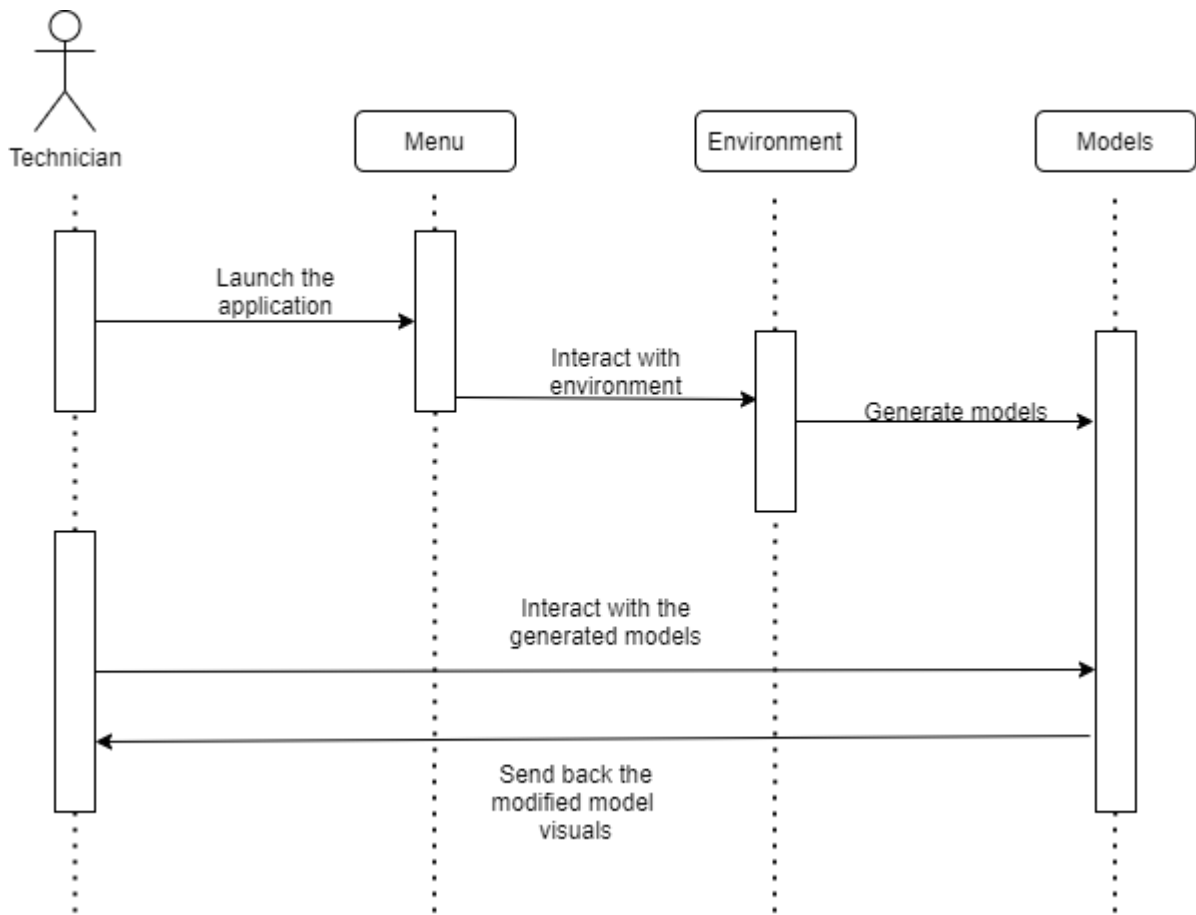 Technician
Menu
Environment
Models
Launch the
application
Interact with
environment
Generate models
Interact with the
generated models
Send back the
modified model
visuals